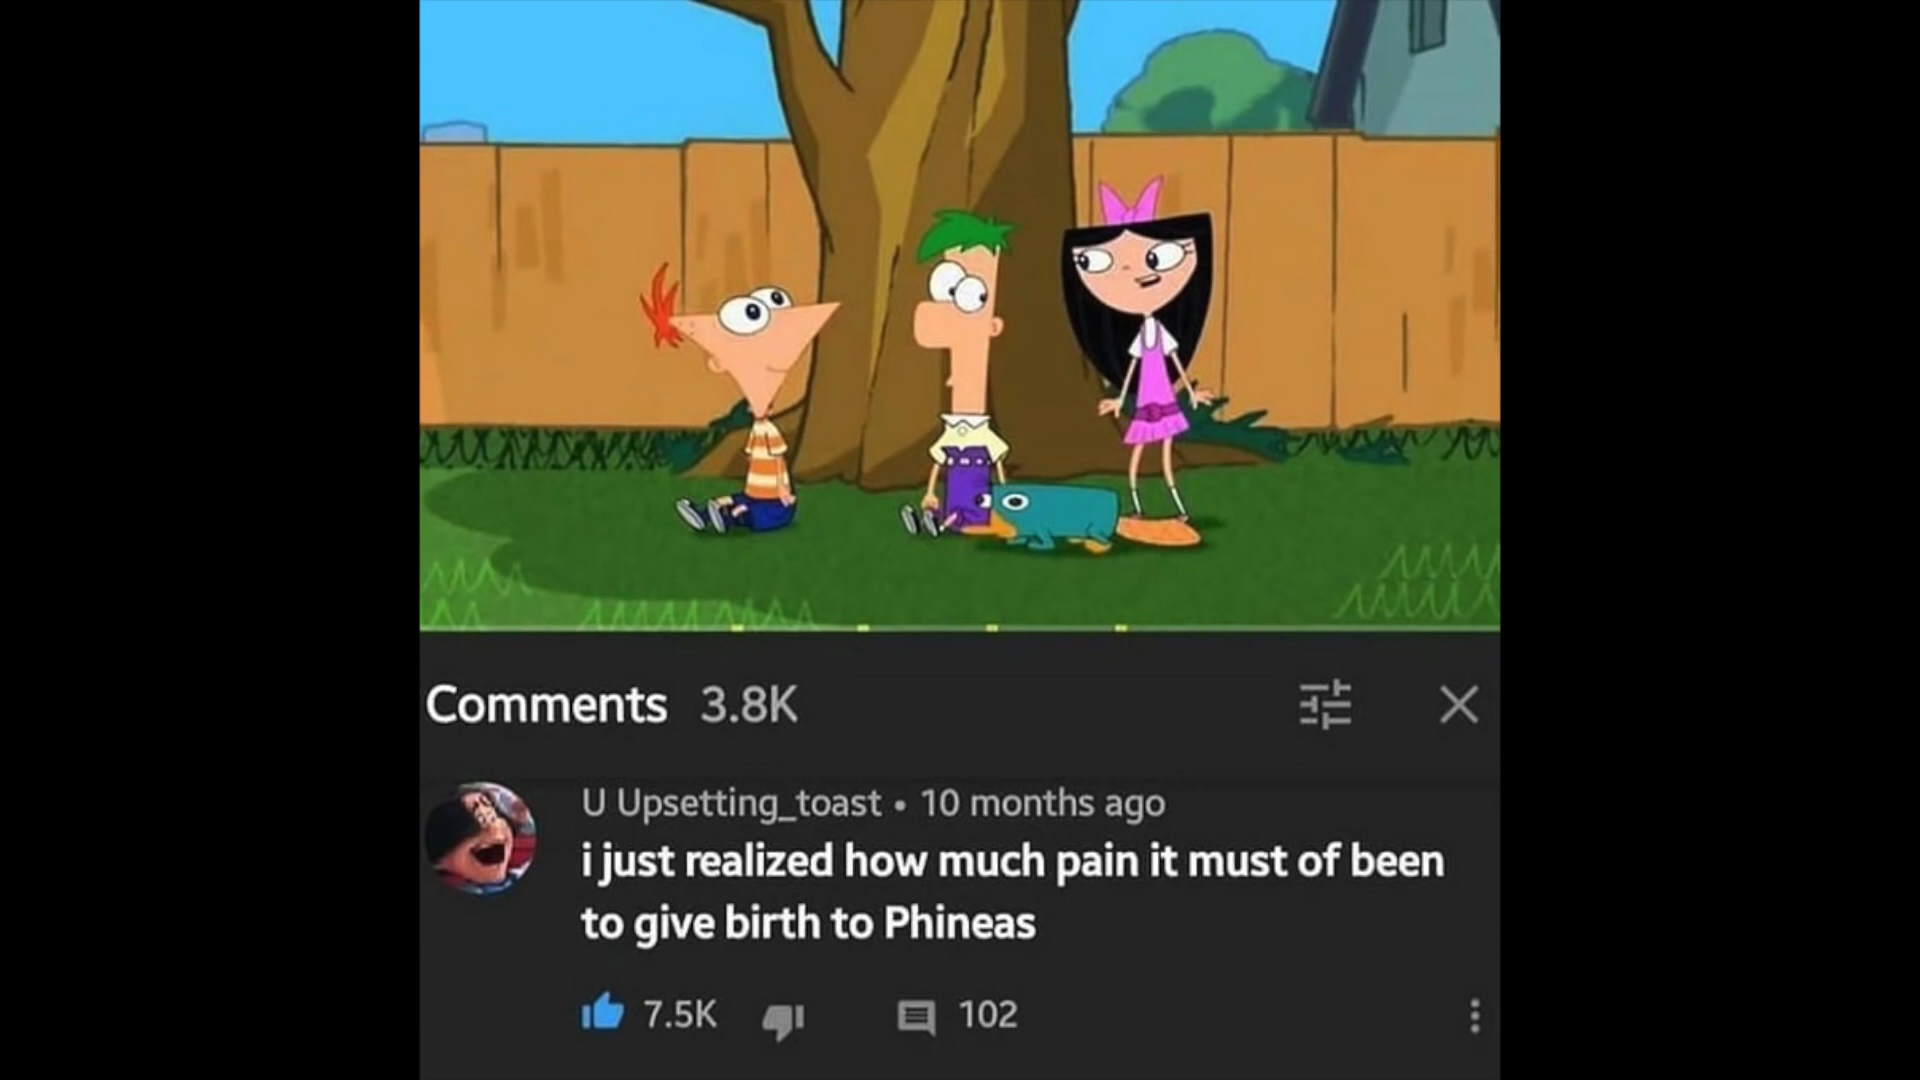 Comments 3.8K
U Upsetting_toast • 10 months ago
i just realized how much pain it must of been
to give birth to Phineas
7.5K 102